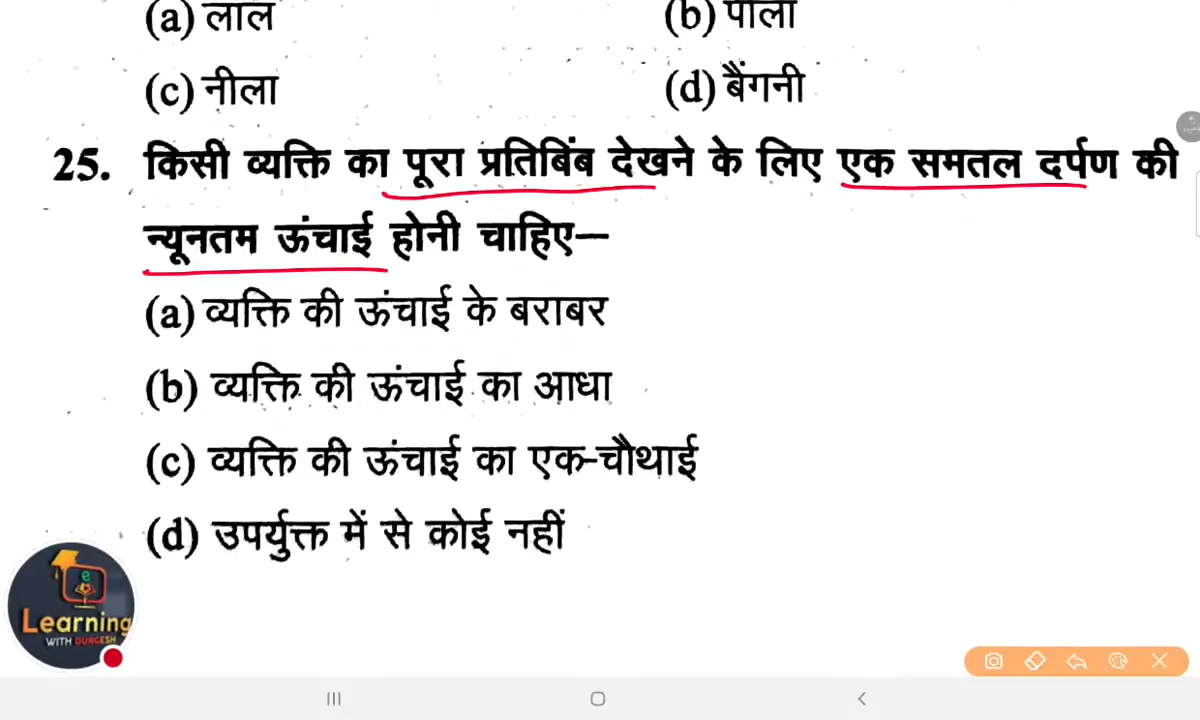 (a) लाल (b) पीला
(c) नीला (d) बैंगनी
25. किसी व्यक्ति का पूरा प्रतिबिंब देखने के लिए एक समतल दर्पण की
न्यूनतम ऊंचाई होनी चाहिए—
(a) व्यक्ति की ऊंचाई के बराबर
(b) व्यक्ति की ऊंचाई का आधा
(c) व्यक्ति की ऊंचाई का एक-चौथाई
(d) उपर्युक्त में से कोई नहीं
e
Learning
WITH DURGESH